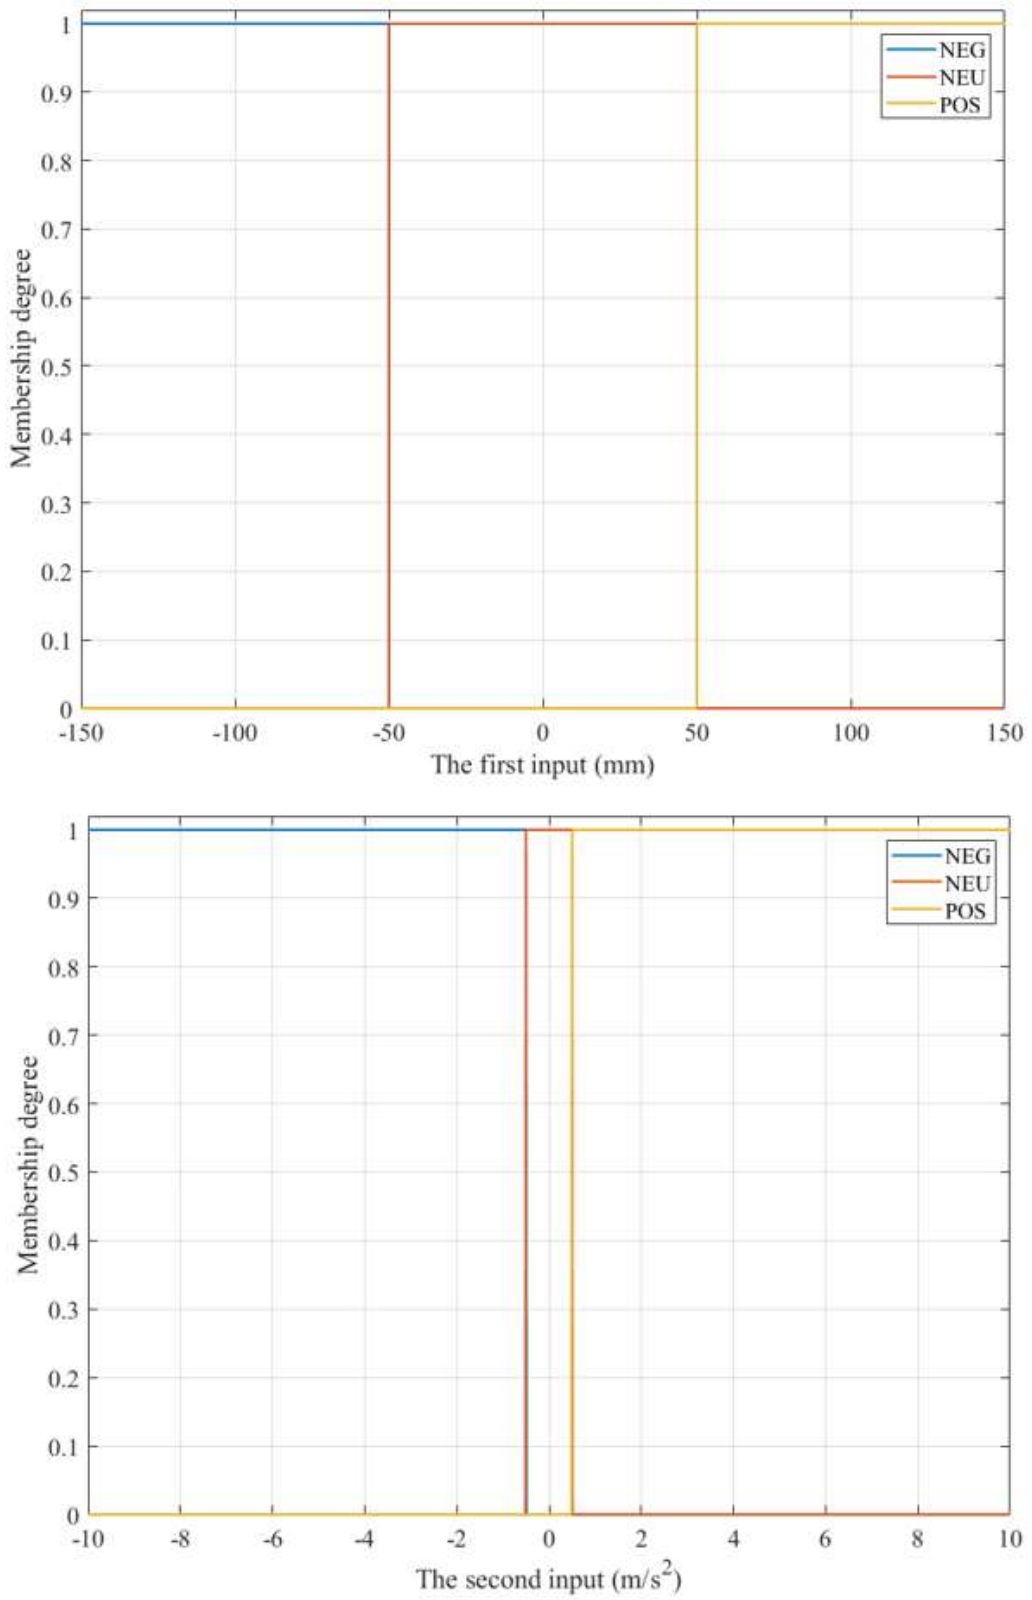 1
0.9
0.8
0.7
0.6
0.5
0.4
0.3
0.2
0.1
0
Membership degree
NEG
NEU
POS
-150 -100 -50 0 50 100 150
The first input (mm)
1
0.9
0.8
0.7
0.6
0.5
0.4
0.3
0.2
0.1
0
Membership degree
NEG
NEU
POS
-10 -8 -6 -4 -2 0 2 4 6 8 10
The second input (m/s²)